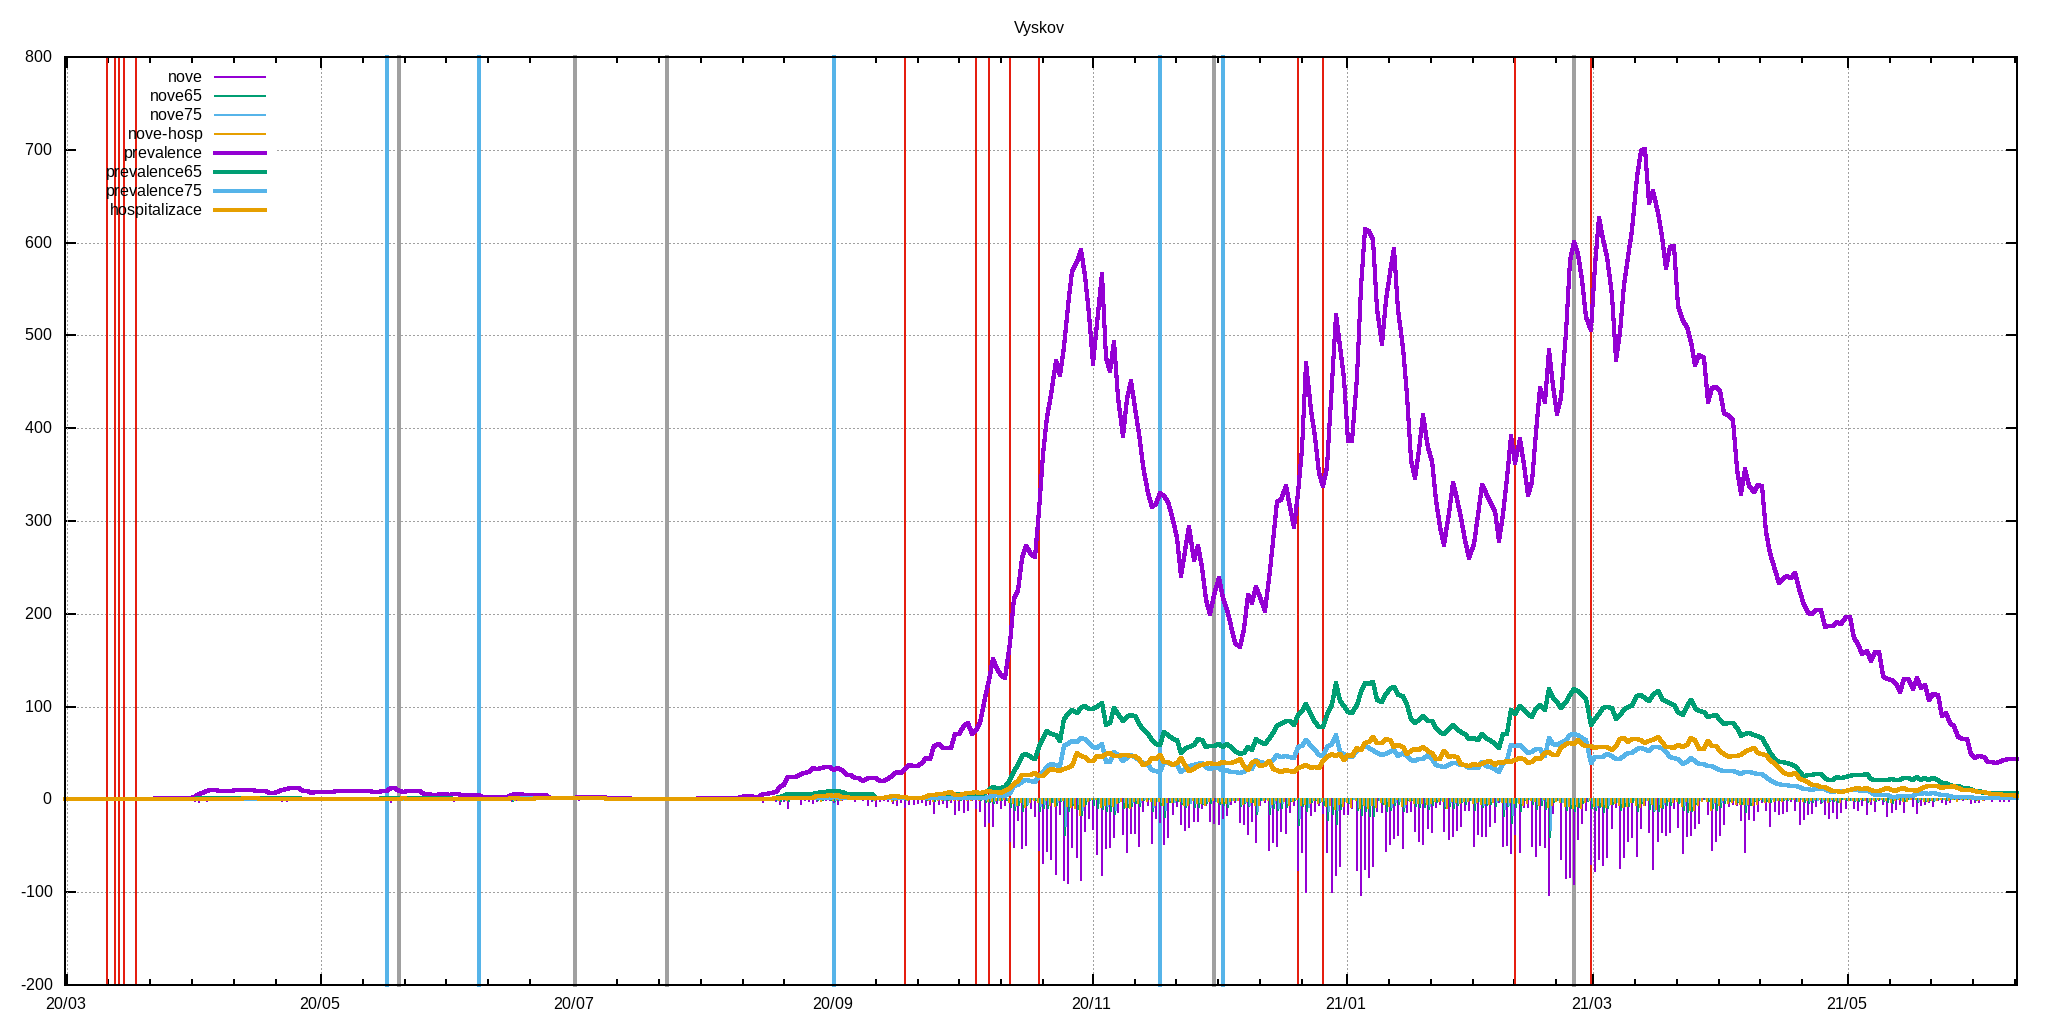 Vyskov
800
700
600
500
400
300
200
100
0
-100
-200
nove
nove65
nove75
nove-hosp
prevalence
prevalence65
prevalence75
hospitalizace
20/03 20/05 20/07 20/09 20/11 21/01 21/03 21/05